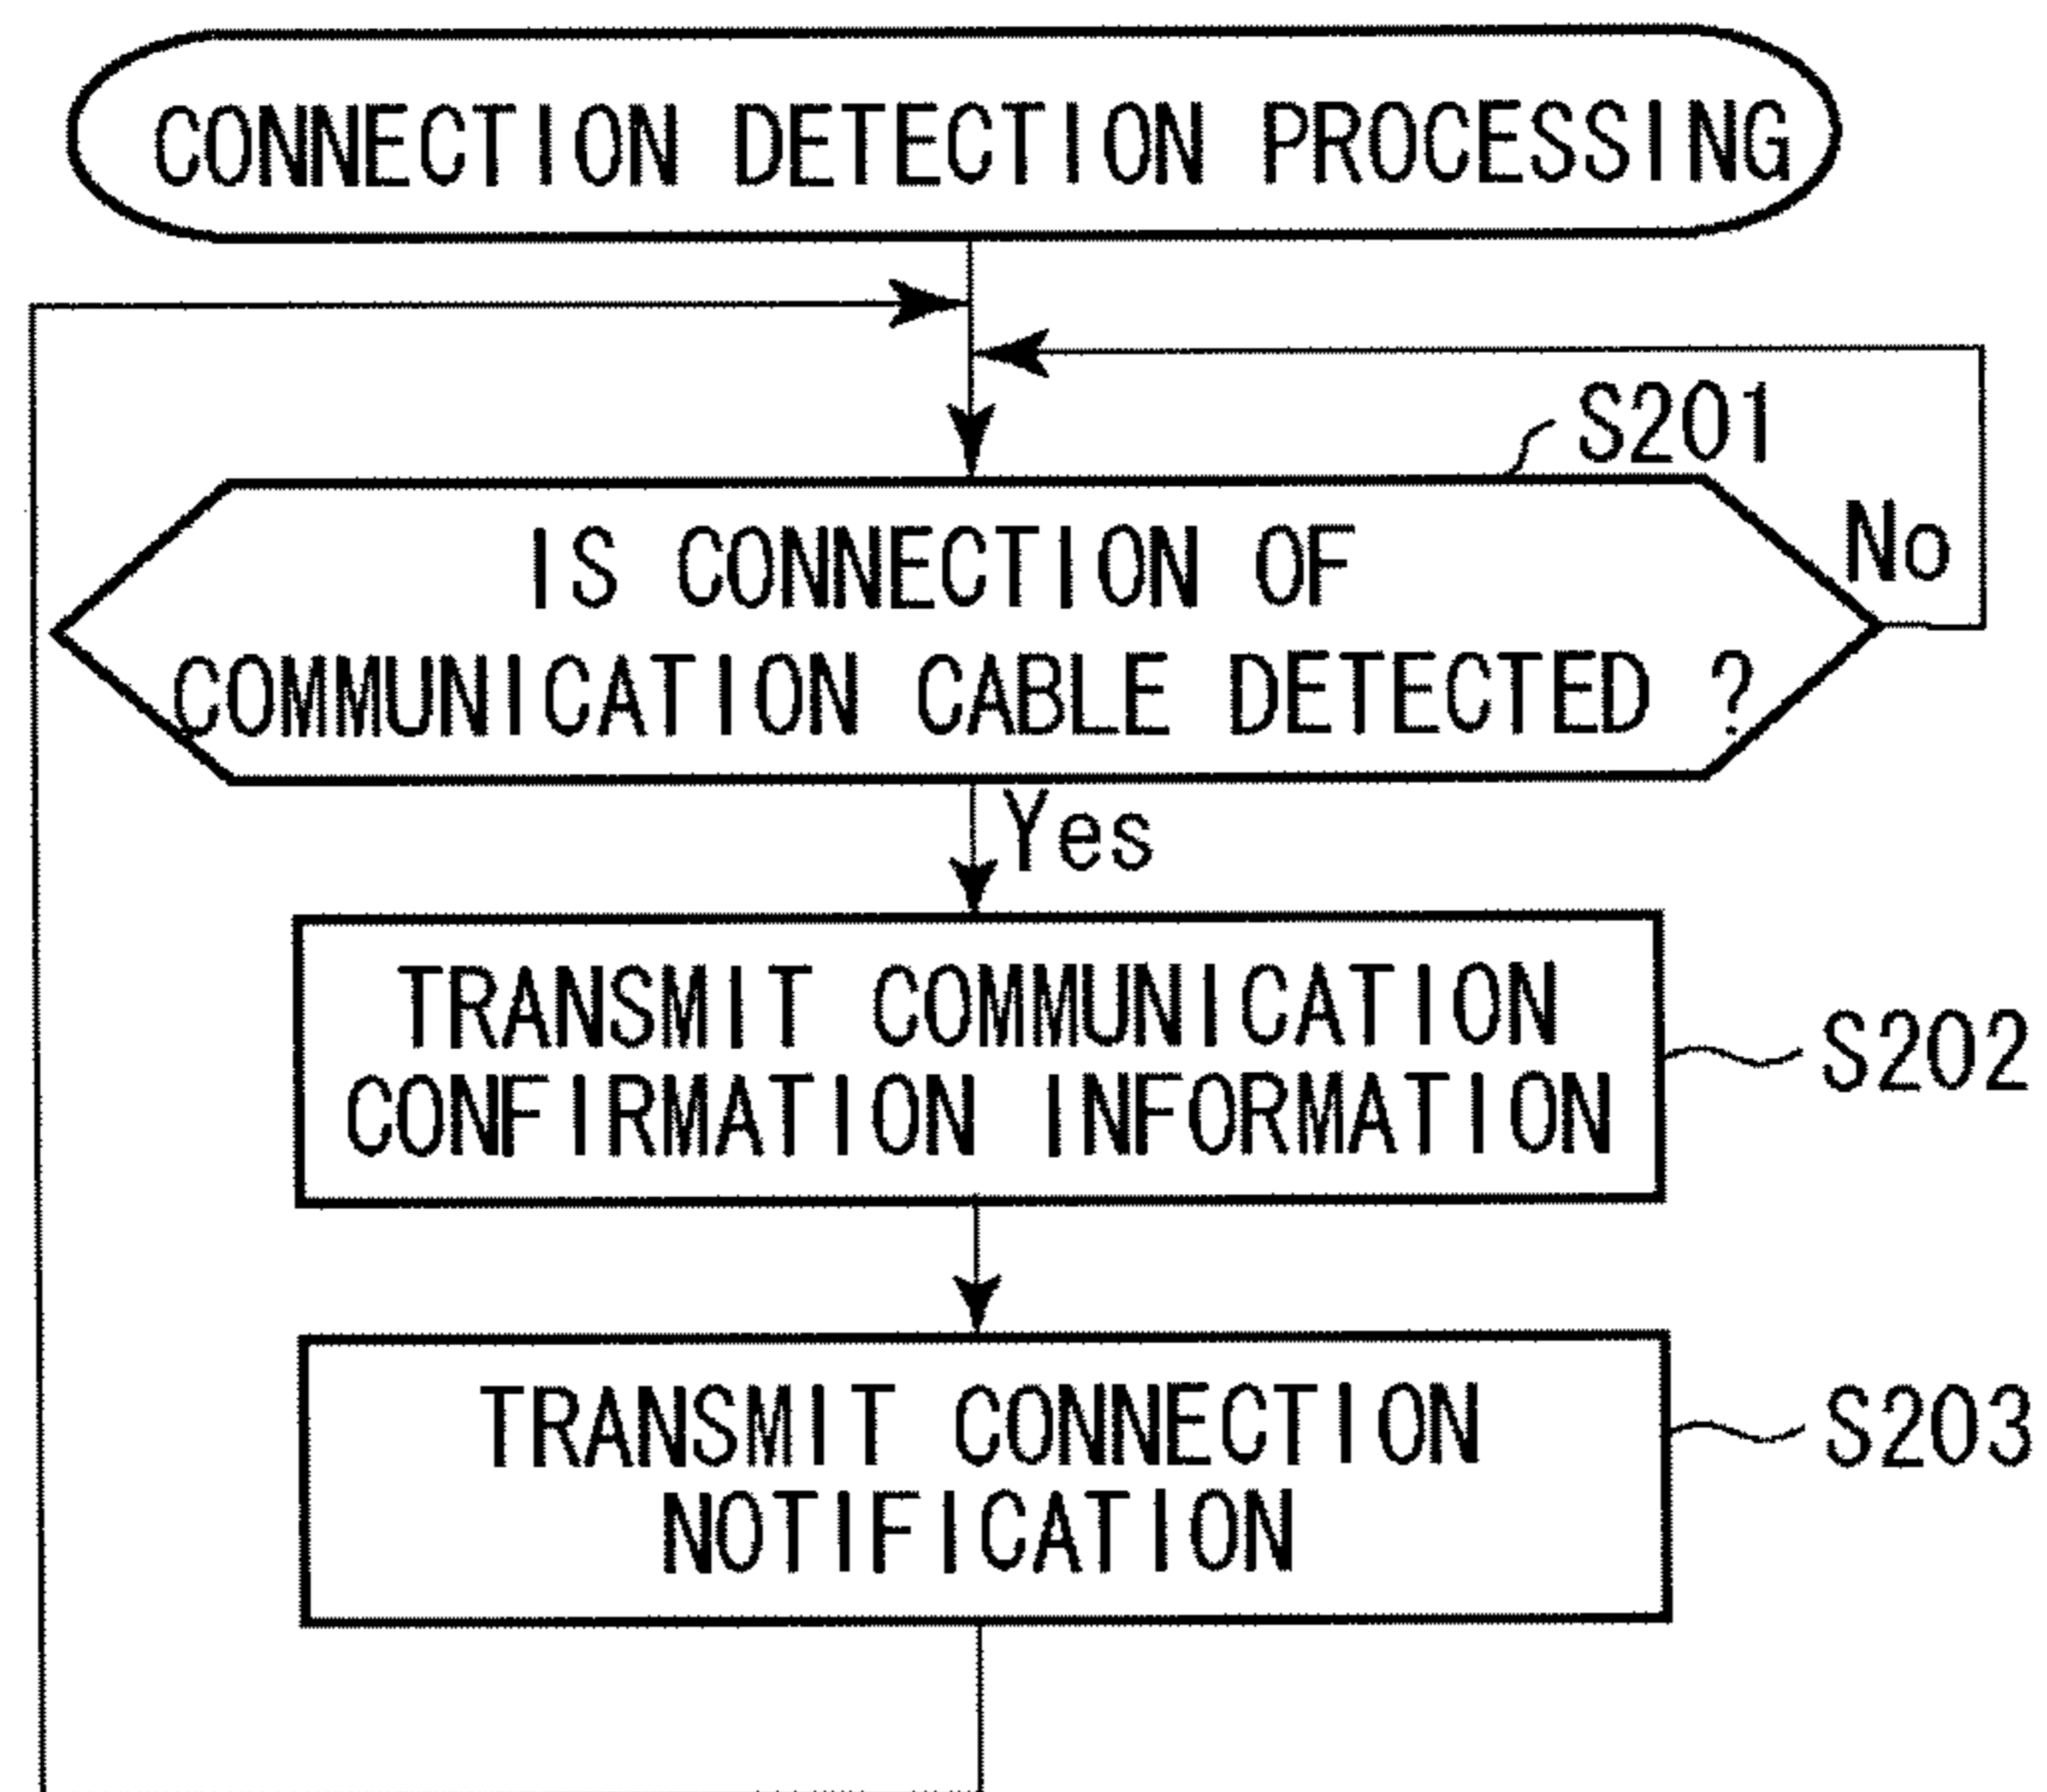 CONNECTION DETECTION PROCESSING
S201
IS CONNECTION OF
COMMUNICATION CABLE DETECTED ?
No
Yes
TRANSMIT COMMUNICATION
CONFIRMATION INFORMATION
S202
TRANSMIT CONNECTION
NOTIFICATION
S203